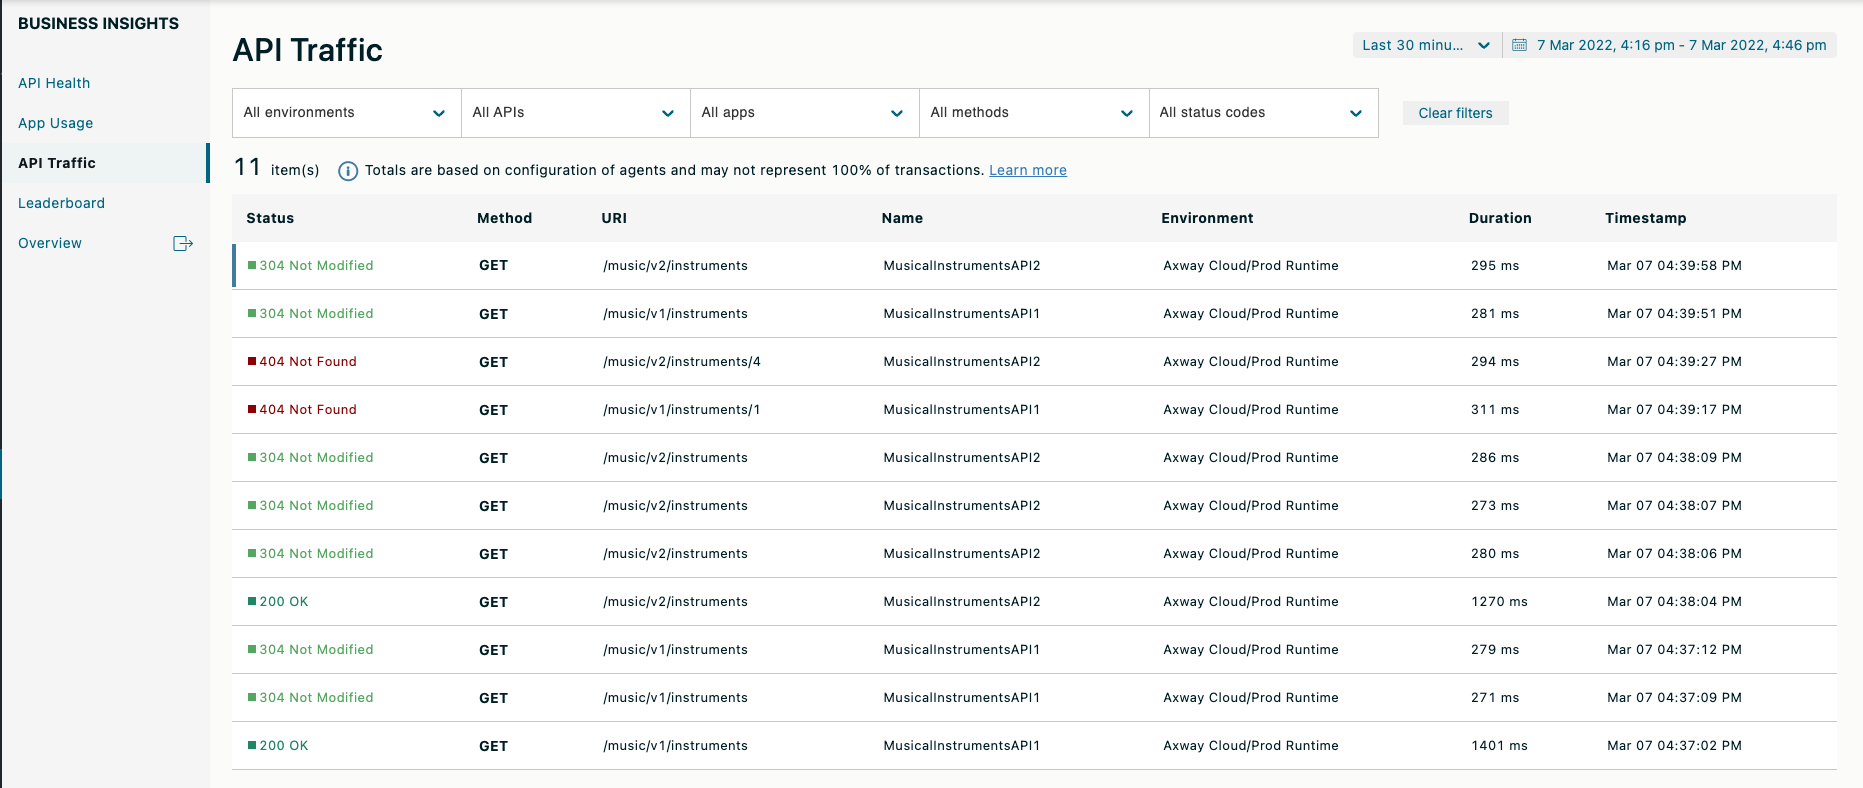 BUSINESS INSIGHTS
API Health
App Usage
API Traffic
Leaderboard
Overview
API Traffic
Last 30 minu... 7 Mar 2022, 4:16 pm - 7 Mar 2022, 4:46 pm
All environments All APIs All apps All methods All status codes Clear filters
11 item(s) Totals are based on configuration of agents and may not represent 100% of transactions. Learn more
Status Method URI Name Environment Duration Timestamp
304 Not Modified GET /music/v2/instruments MusicalInstrumentsAPI2 Axway Cloud/Prod Runtime 295 ms Mar 07 04:39:58 PM
304 Not Modified GET /music/v1/instruments MusicalInstrumentsAPI1 Axway Cloud/Prod Runtime 281 ms Mar 07 04:39:51 PM
404 Not Found GET /music/v2/instruments/4 MusicalInstrumentsAPI2 Axway Cloud/Prod Runtime 294 ms Mar 07 04:39:27 PM
404 Not Found GET /music/v1/instruments/1 MusicalInstrumentsAPI1 Axway Cloud/Prod Runtime 311 ms Mar 07 04:39:17 PM
304 Not Modified GET /music/v2/instruments MusicalInstrumentsAPI2 Axway Cloud/Prod Runtime 286 ms Mar 07 04:38:09 PM
304 Not Modified GET /music/v2/instruments MusicalInstrumentsAPI2 Axway Cloud/Prod Runtime 273 ms Mar 07 04:38:07 PM
304 Not Modified GET /music/v2/instruments MusicalInstrumentsAPI2 Axway Cloud/Prod Runtime 280 ms Mar 07 04:38:06 PM
200 OK GET /music/v2/instruments MusicalInstrumentsAPI2 Axway Cloud/Prod Runtime 1270 ms Mar 07 04:38:04 PM
304 Not Modified GET /music/v1/instruments MusicalInstrumentsAPI1 Axway Cloud/Prod Runtime 279 ms Mar 07 04:37:12 PM
304 Not Modified GET /music/v1/instruments MusicalInstrumentsAPI1 Axway Cloud/Prod Runtime 271 ms Mar 07 04:37:09 PM
200 OK GET /music/v1/instruments MusicalInstrumentsAPI1 Axway Cloud/Prod Runtime 1401 ms Mar 07 04:37:02 PM